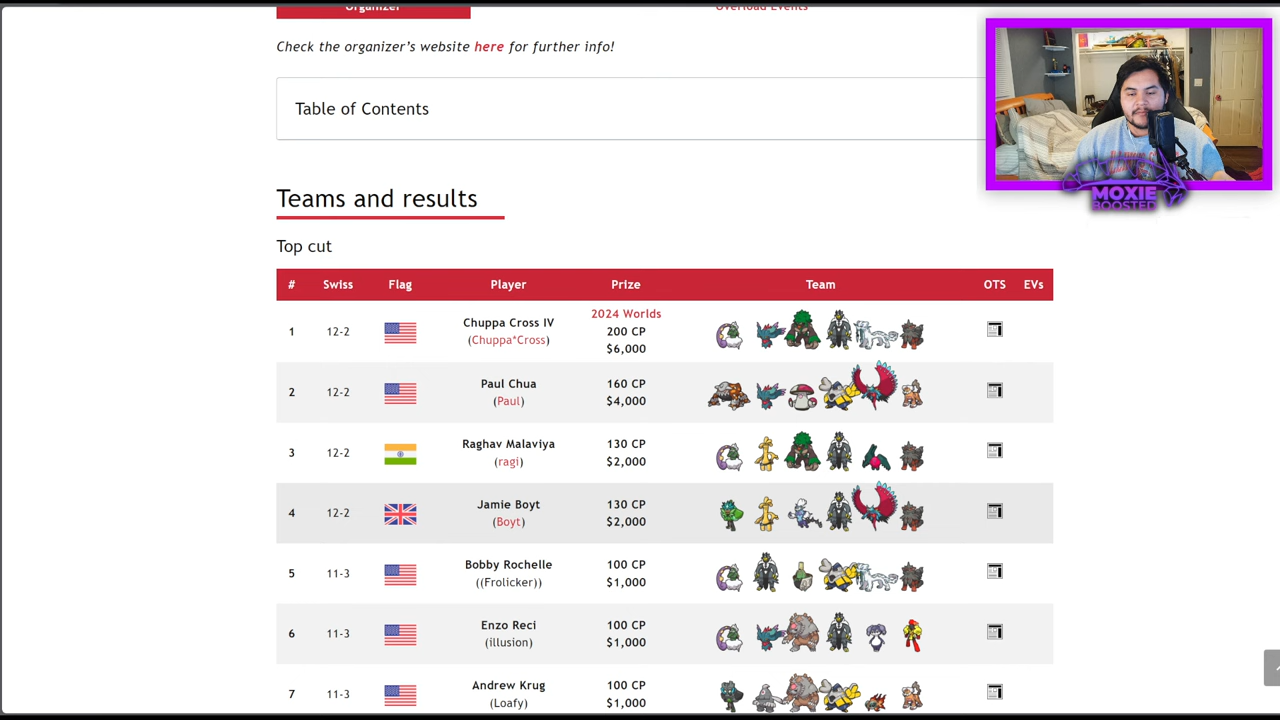 Organizer
Overload Events
Check the organizer's website here for further info!
Table of Contents
MOXIE
BOOSTED
Teams and results
Top cut
# Swiss Flag Player Prize Team OTS EVs
1 12-2 Chuppa Cross IV (Chuppa*Cross) 2024 Worlds 200 CP $6,000
2 12-2 Paul Chua (Paul) 160 CP $4,000
3 12-2 Raghav Malaviya (ragi) 130 CP $2,000
4 12-2 Jamie Boyt (Boyt) 130 CP $2,000
5 11-3 Bobby Rochelle ((Frolicker)) 100 CP $1,000
6 11-3 Enzo Reci (illusion) 100 CP $1,000
7 11-3 Andrew Krug (Loafy) 100 CP $1,000